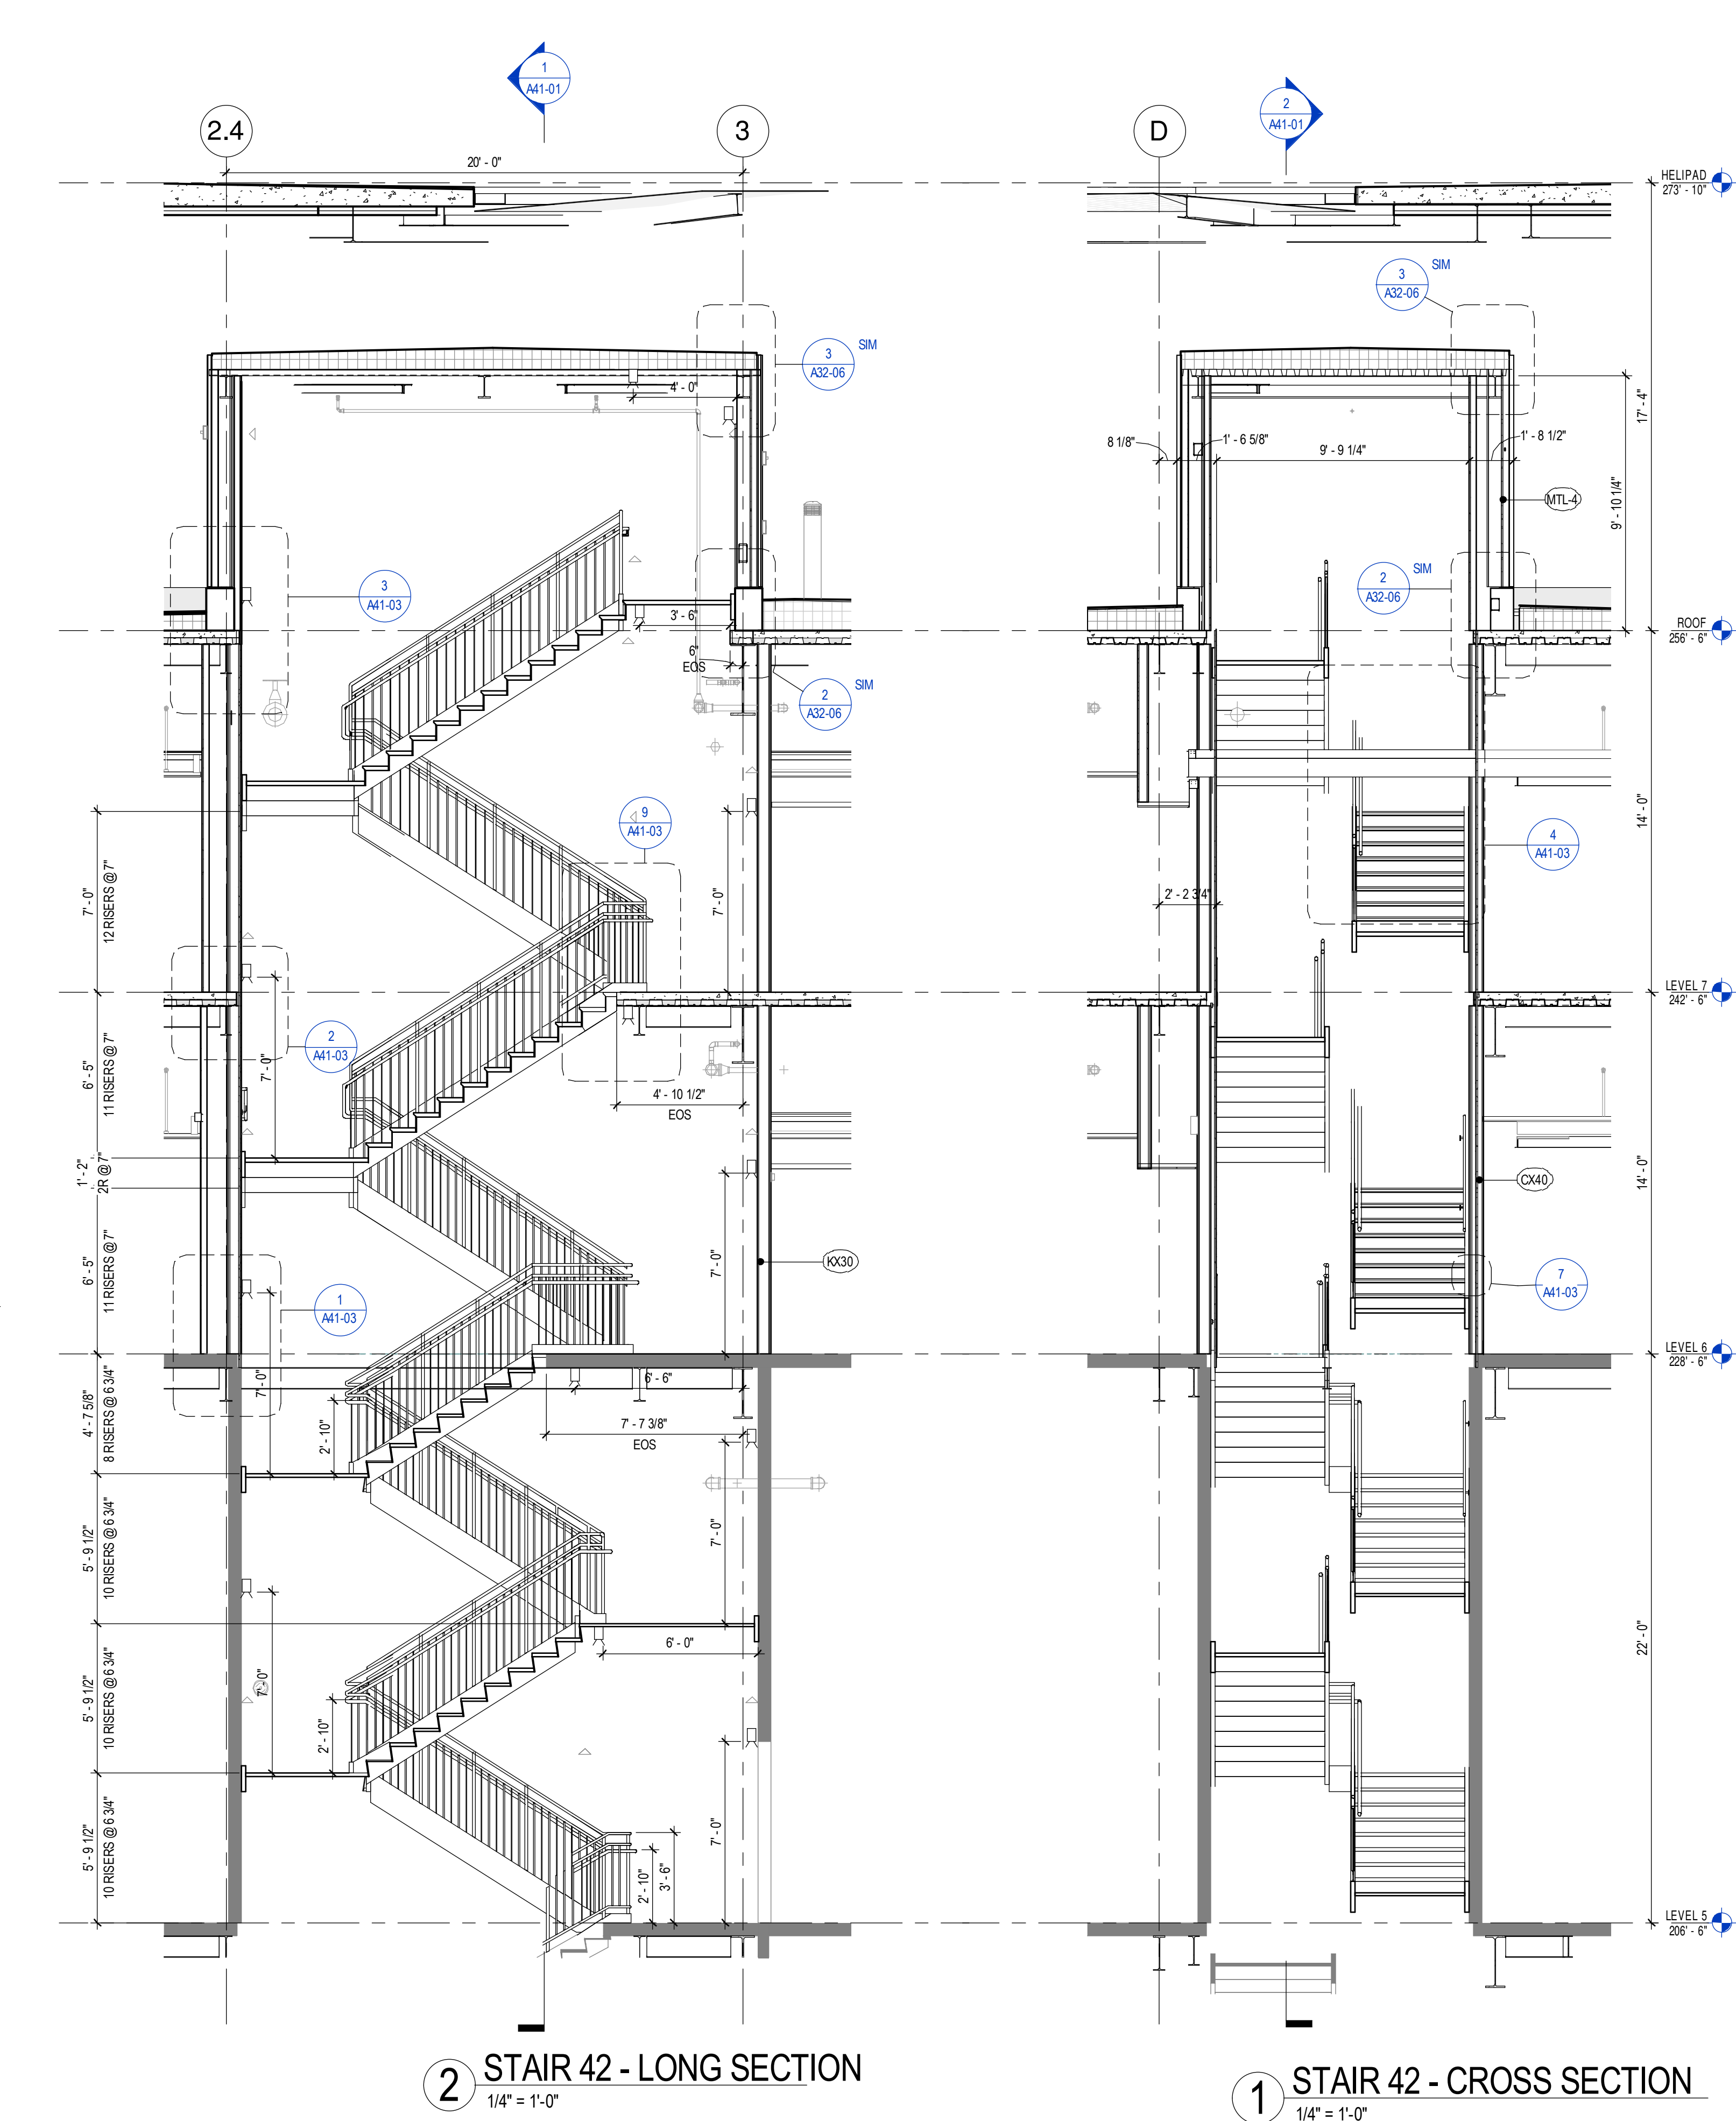 1
A41-01
2
A41-01
2.4
3
D
20' - 0"
HELIPAD
273' - 10"
3
A32-06
SIM
3
A32-06
SIM
4' - 0"
17' - 4"
8 1/8"
1' - 6 5/8"
9' - 9 1/4"
1' - 8 1/2"
MTL-4
9' - 10 1/4"
3
A41-03
2
A32-06
SIM
3' - 6"
ROOF
256' - 6"
6"
EOS
2
A32-06
SIM
9
A41-03
4
A41-03
14' - 0"
7' - 0"
12 RISERS @ 7"
7' - 0"
2' - 2 3/4"
LEVEL 7
242' - 6"
2
A41-03
7' - 0"
6' - 5"
11 RISERS @ 7"
4' - 10 1/2"
EOS
1' - 2"
2R @ 7"
CX40
14' - 0"
6' - 5"
11 RISERS @ 7"
7' - 0"
KX30
1
A41-03
7
A41-03
LEVEL 6
228' - 6"
7' - 0"
6' - 6"
4' - 7 5/8"
8 RISERS @ 6 3/4"
2' - 10"
7' - 7 3/8"
EOS
5' - 9 1/2"
10 RISERS @ 6 3/4"
7' - 0"
6' - 0"
22' - 0"
5' - 9 1/2"
10 RISERS @ 6 3/4"
7' - 0"
2' - 10"
5' - 9 1/2"
10 RISERS @ 6 3/4"
7' - 0"
2' - 10"
3' - 6"
LEVEL 5
206' - 6"
2
STAIR 42 - LONG SECTION
1/4" = 1'-0"
1
STAIR 42 - CROSS SECTION
1/4" = 1'-0"